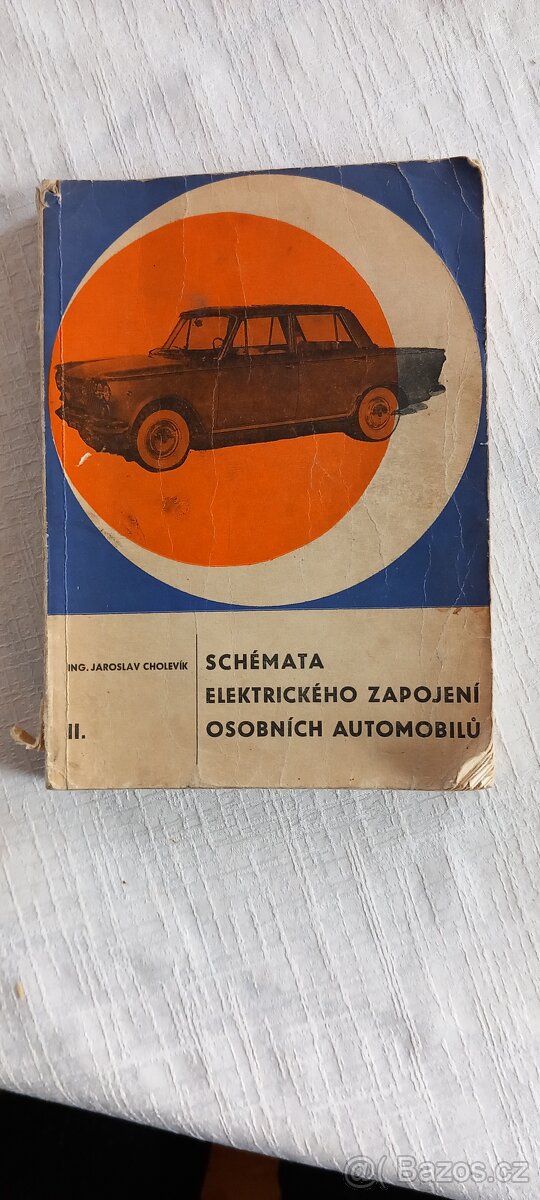 ING. JAROSLAV CHOLEVÍK
II.
SCHÉMATA
ELEKTRICKÉHO ZAPOJENÍ
OSOBNÍCH AUTOMOBILŮ
Bazos.cz